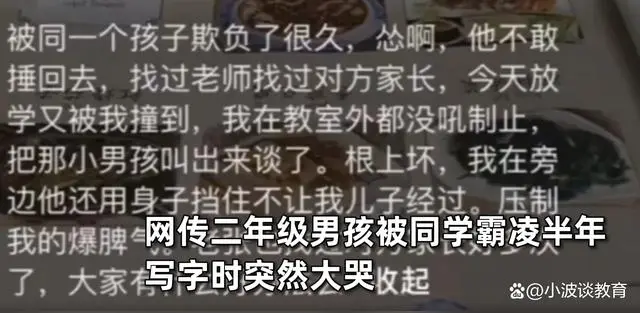 被同一个孩子欺负了很久，怂啊，他不敢
捶回去，找过老师找过对方家长，今天放
学又被我撞到，我在教室外都没吼制止，
把那小男孩叫出来谈了。根上坏，我在旁
边他还用身子挡住不让我儿子经过。压制
我的爆脾气
网传二年级男孩被同学霸凌半年
了，大家有
收起
写字时突然大哭
小波谈教育